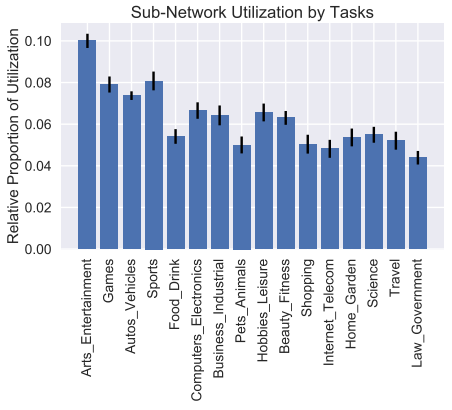 Sub-Network Utilization by Tasks
Relative Proportion of Utilization
0.10
0.08
0.06
0.04
0.02
0.00
Arts_Entertainment
Games
Autos_Vehicles
Sports
Food_Drink
Computers_Electronics
Business_Industrial
Pets_Animals
Hobbies_Leisure
Beauty_Fitness
Shopping
Internet_Telecom
Home_Garden
Science
Travel
Law_Government